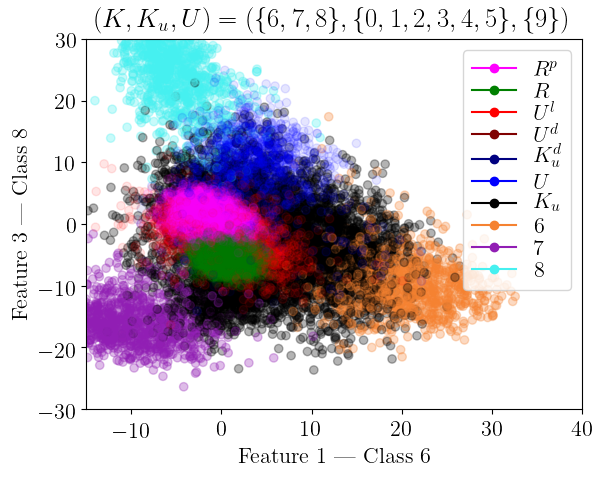 (K, K_u, U) = ({6, 7, 8}, {0, 1, 2, 3, 4, 5}, {9})
30
20
10
0
−10
−20
−30
Feature 3 — Class 8
R^p
R
U^l
U^d
K_u^d
U
K_u
6
7
8
−10
0
10
20
30
40
Feature 1 — Class 6